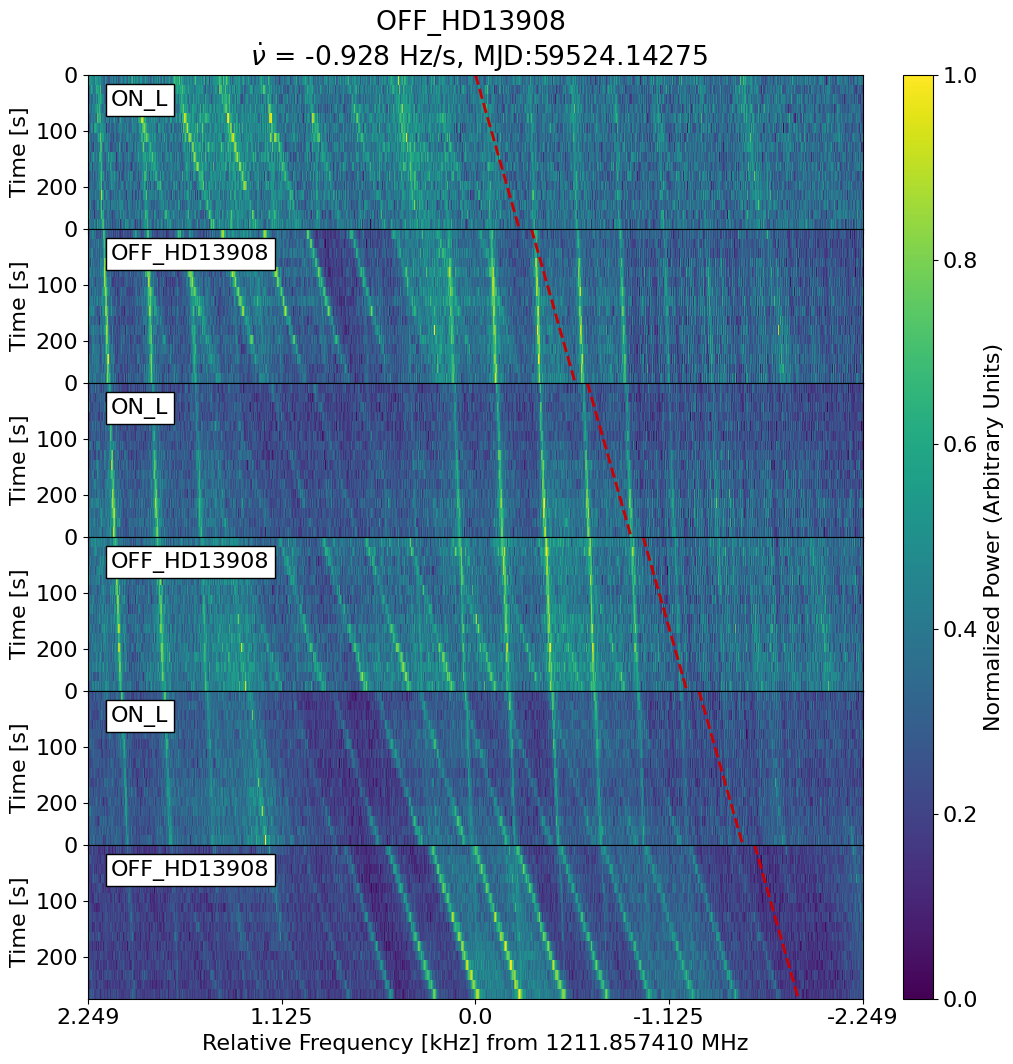 OFF_HD13908
ν̇ = -0.928 Hz/s, MJD:59524.14275
0
100
200
Time [s]
ON_L
0
100
200
Time [s]
OFF_HD13908
0
100
200
Time [s]
ON_L
0
100
200
Time [s]
OFF_HD13908
0
100
200
Time [s]
ON_L
0
100
200
Time [s]
OFF_HD13908
2.249 1.125 0.0 -1.125 -2.249
Relative Frequency [kHz] from 1211.857410 MHz
1.0
0.8
0.6
0.4
0.2
0.0
Normalized Power (Arbitrary Units)